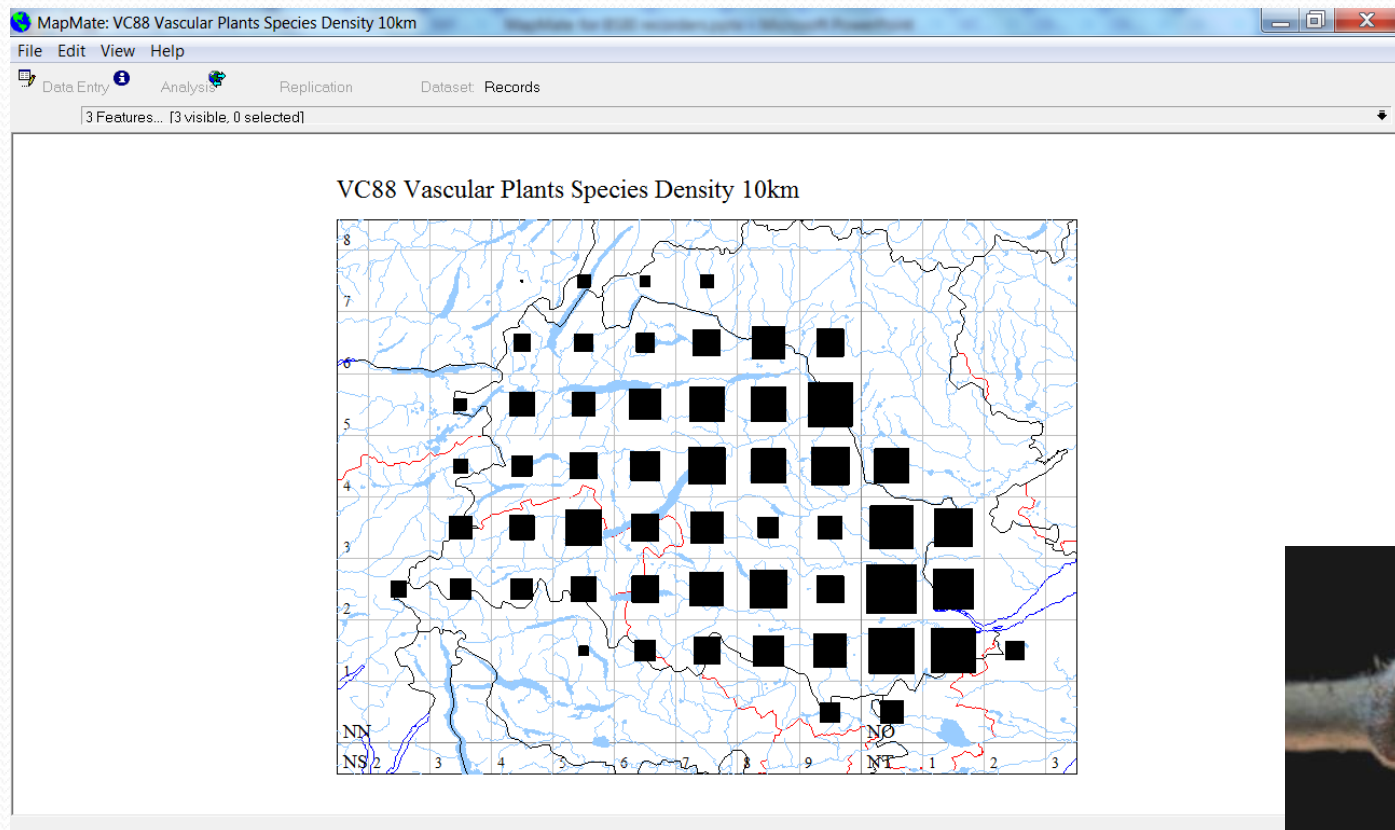 MapMate: VC88 Vascular Plants Species Density 10km
File Edit View Help
Data Entry Analysis Replication Dataset: Records
3 Features... [3 visible, 0 selected]
VC88 Vascular Plants Species Density 10km
8
7
6
5
4
3
2
1
NN NO
NS 2 3 4 5 6 7 8 9 NT 1 2 3